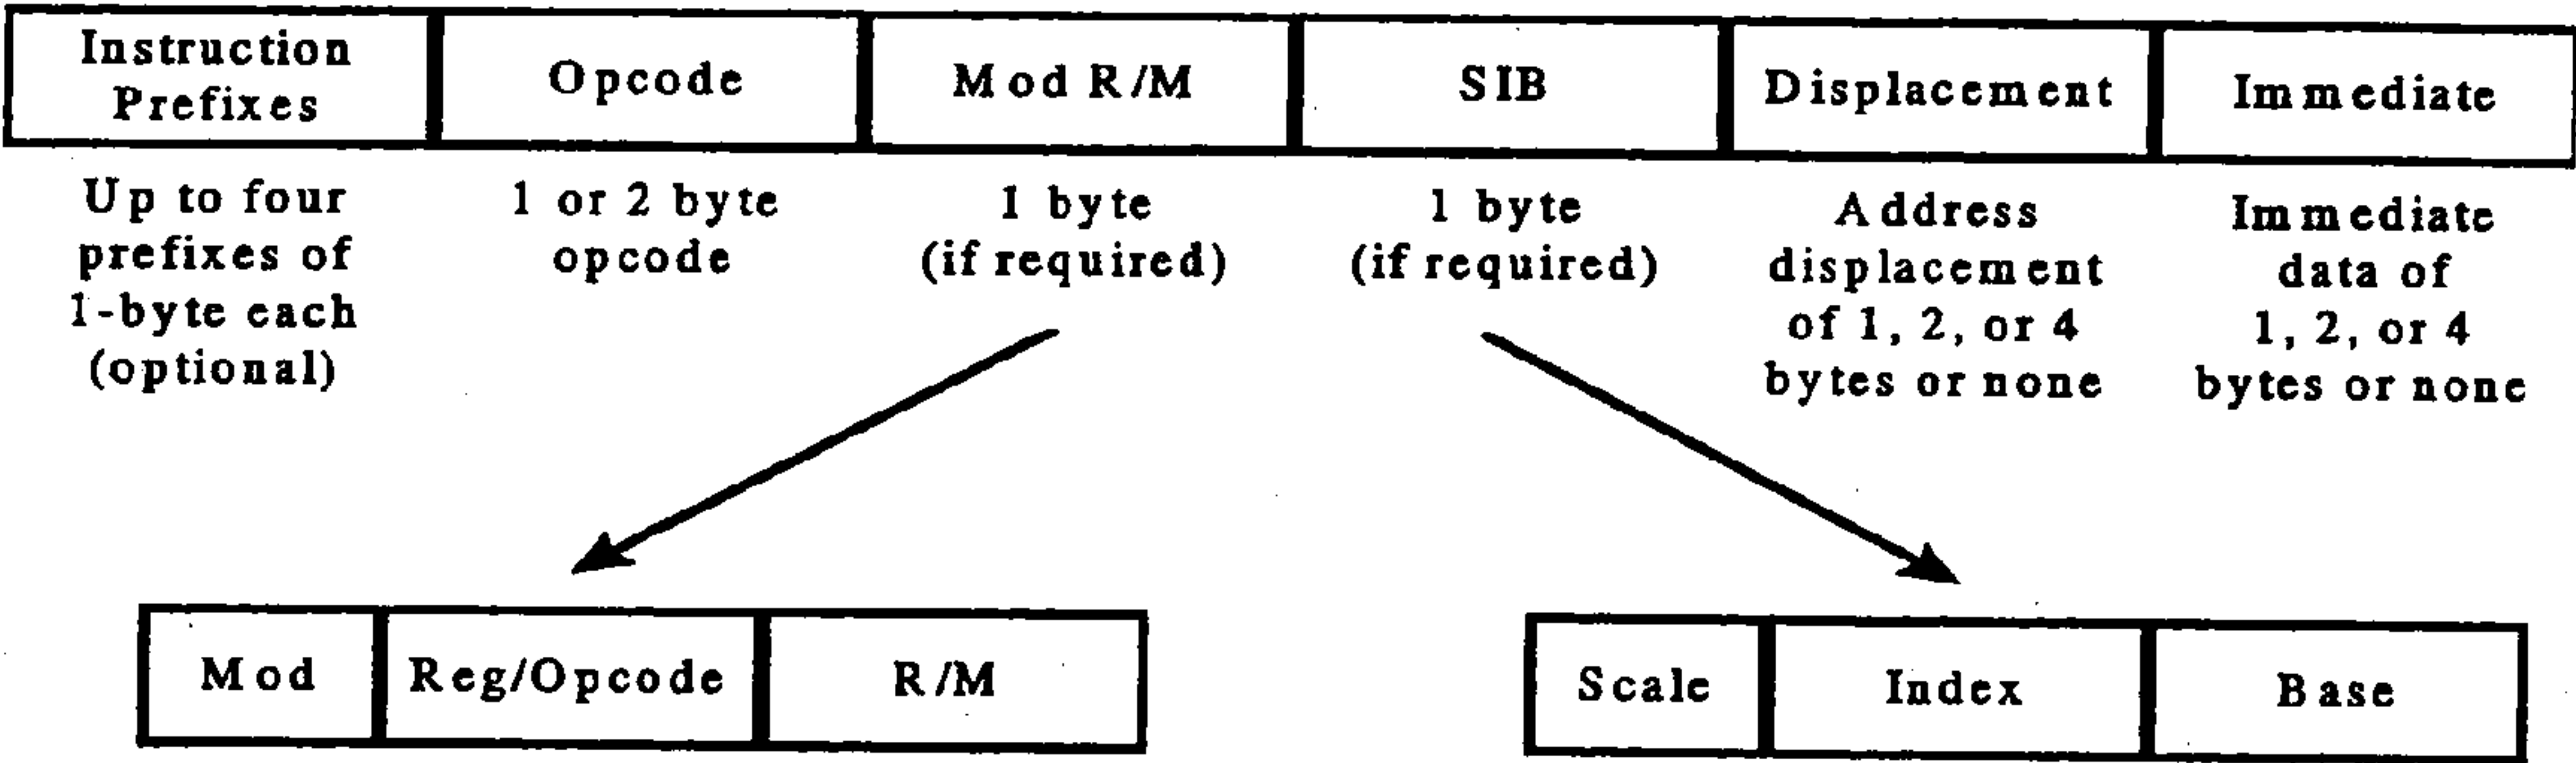 Instruction
Prefixes
Opcode
Mod R/M
SIB
Displacement
Immediate
Up to four
prefixes of
1-byte each
(optional)
1 or 2 byte
opcode
1 byte
(if required)
1 byte
(if required)
Address
displacement
of 1, 2, or 4
bytes or none
Immediate
data of
1, 2, or 4
bytes or none
Mod
Reg/Opcode
R/M
Scale
Index
Base